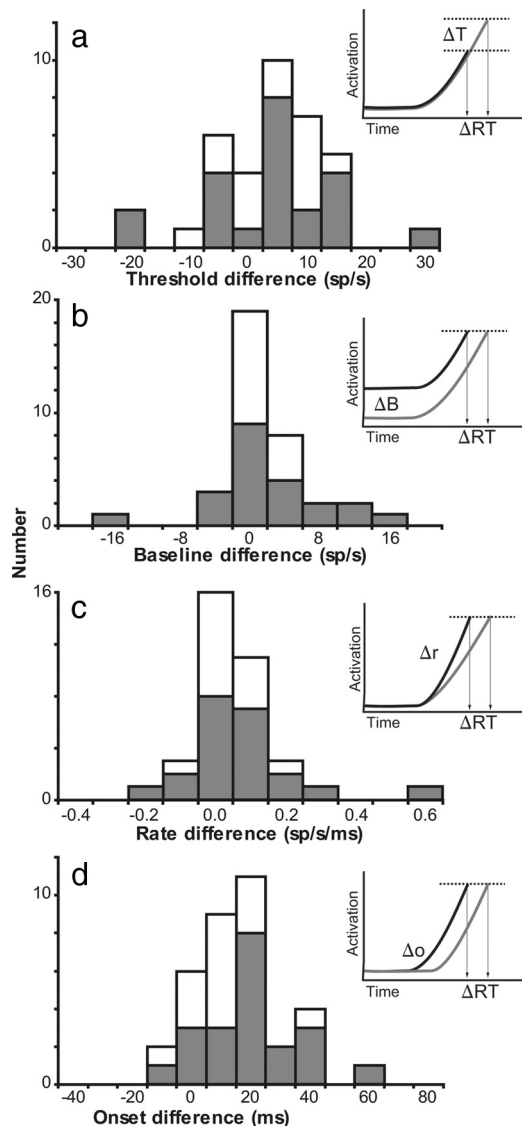 a
10
0
-30 -20 0 10 20 30
Threshold difference (sp/s)
Activation
ΔT
Time
ΔRT
b
20
10
0
-16 -8 0 8 16
Baseline difference (sp/s)
Activation
ΔB
Time
ΔRT
Number
c
16
0
-0.4 -0.2 0.0 0.2 0.4 0.6
Rate difference (sp/s/ms)
Activation
Δr
Time
ΔRT
d
10
0
-40 -20 0 20 40 60 80
Onset difference (ms)
Activation
Δo
Time
ΔRT